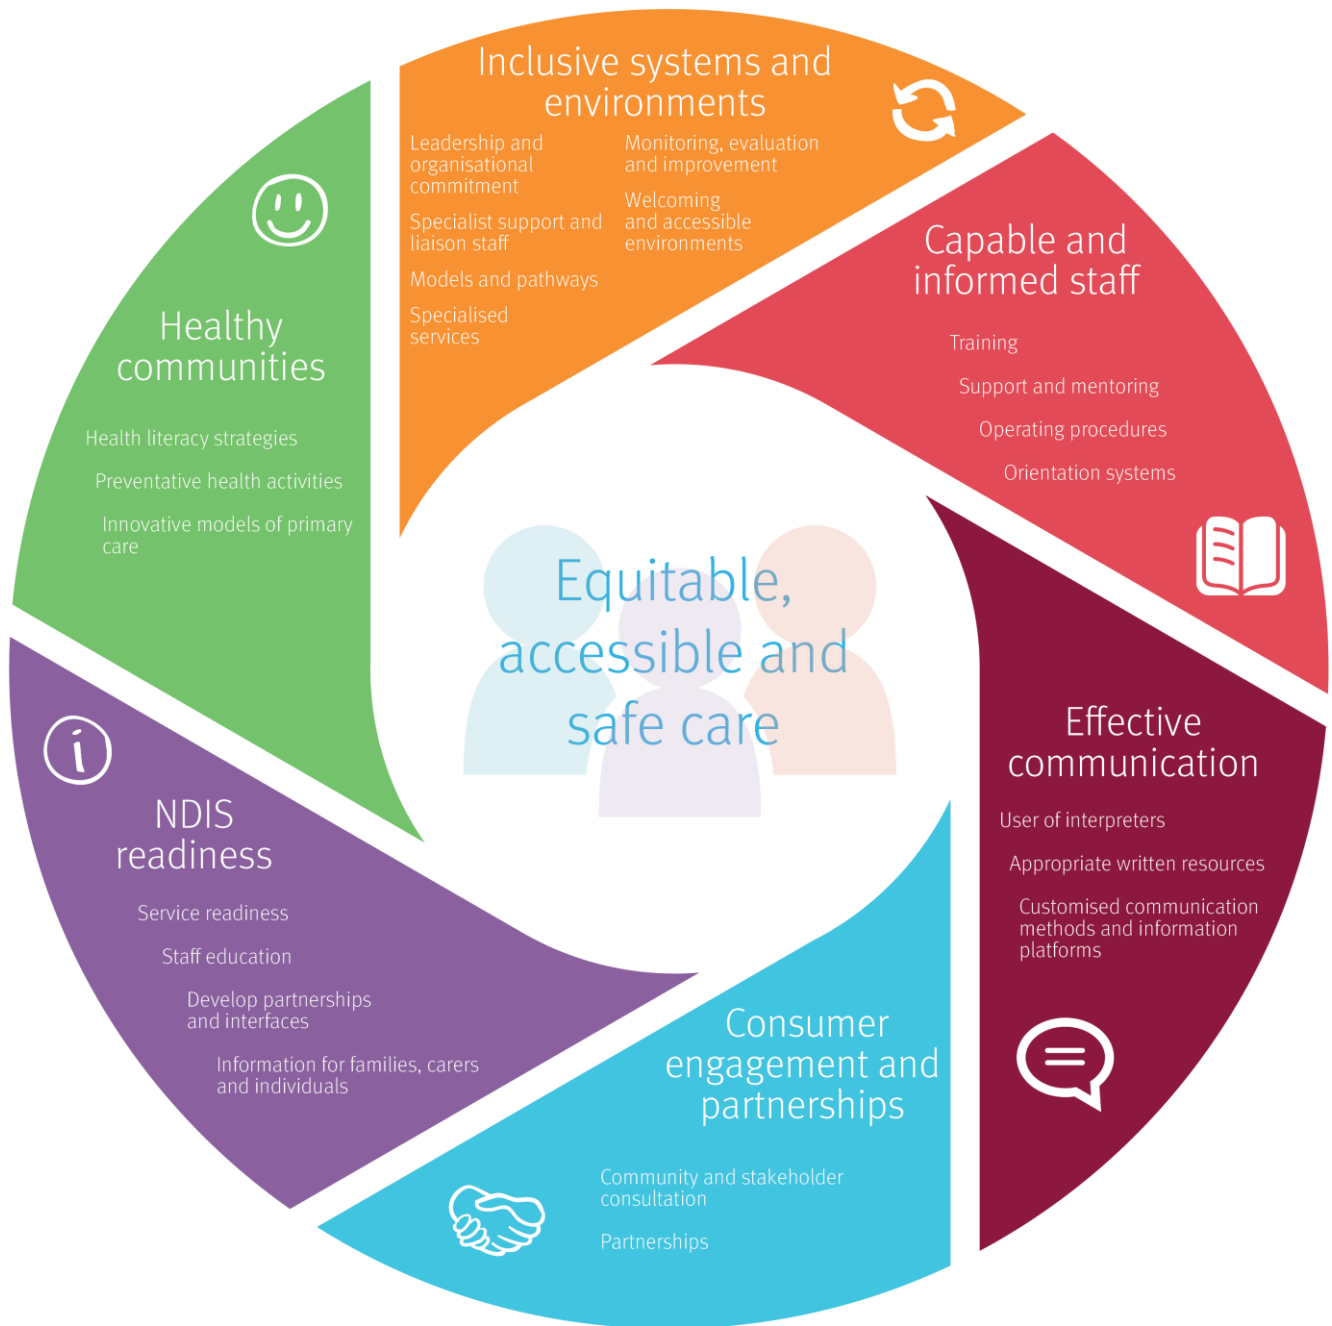 Inclusive systems and
environments
Leadership and
organisational
commitment
Specialist support and
liaison staff
Models and pathways
Specialised
services
Monitoring, evaluation
and improvement
Welcoming
and accessible
environments
Capable and
informed staff
Training
Support and mentoring
Operating procedures
Orientation systems
Effective
communication
User of interpreters
Appropriate written resources
Customised communication
methods and information
platforms
Consumer
engagement and
partnerships
Community and stakeholder
consultation
Partnerships
NDIS
readiness
Service readiness
Staff education
Develop partnerships
and interfaces
Information for families, carers
and individuals
Healthy
communities
Health literacy strategies
Preventative health activities
Innovative models of primary
care
Equitable,
accessible and
safe care